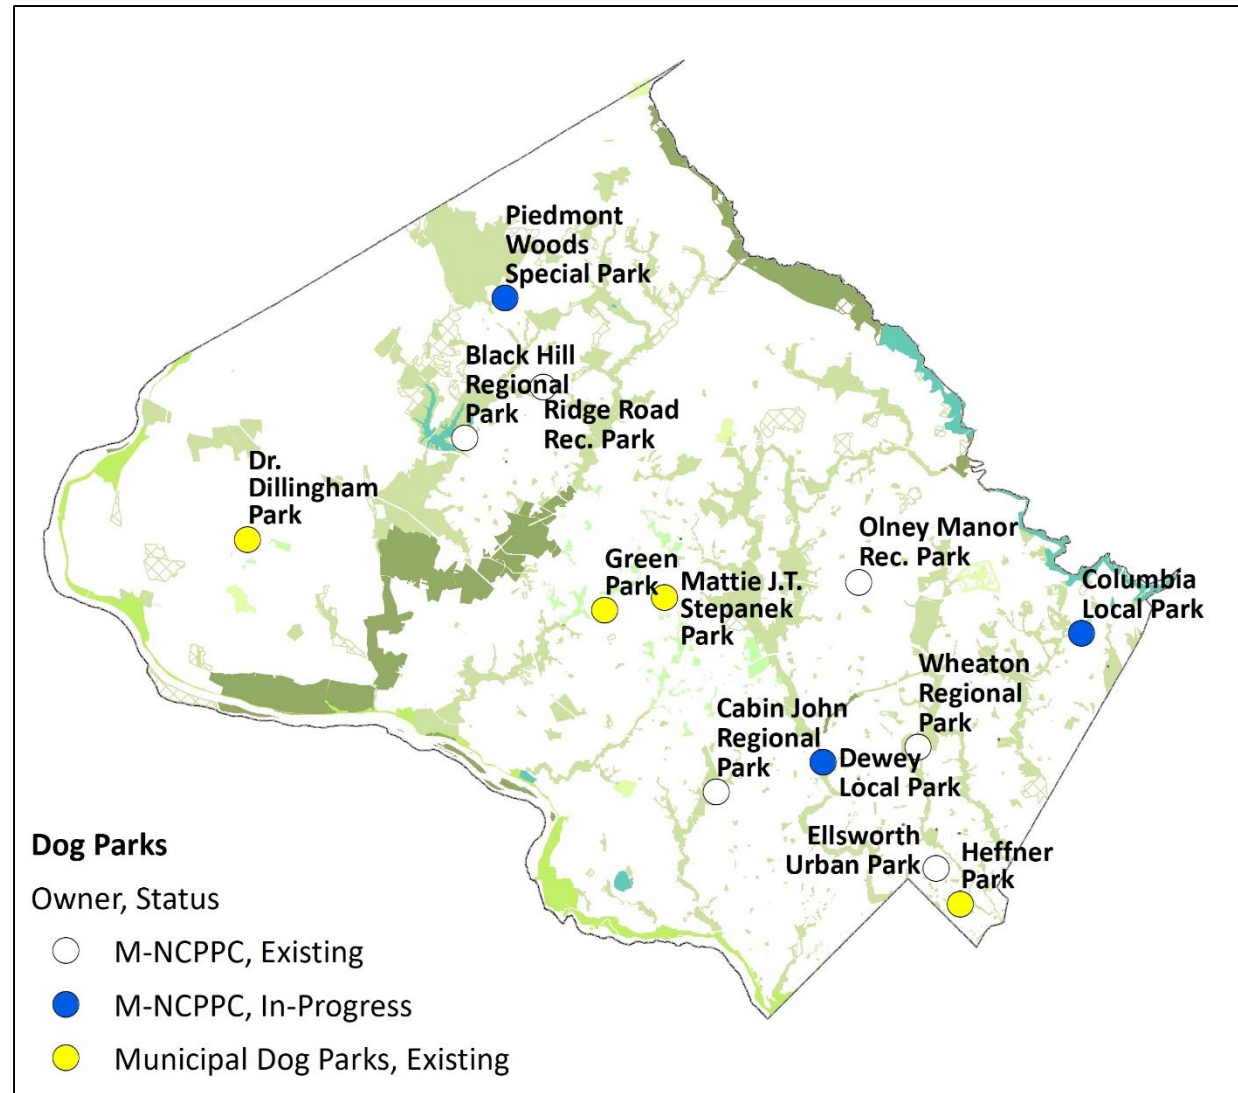 Piedmont
Woods
Special Park
Black Hill
Regional
Park
Ridge Road
Rec. Park
Dr.
Dillingham
Park
Olney Manor
Rec. Park
Green
Park
Mattie J.T.
Stepanek
Park
Columbia
Local Park
Wheaton
Regional
Park
Cabin John
Regional
Park
Dewey
Local Park
Ellsworth
Urban Park
Heffner
Park
Dog Parks
Owner, Status
M-NCPPC, Existing
M-NCPPC, In-Progress
Municipal Dog Parks, Existing